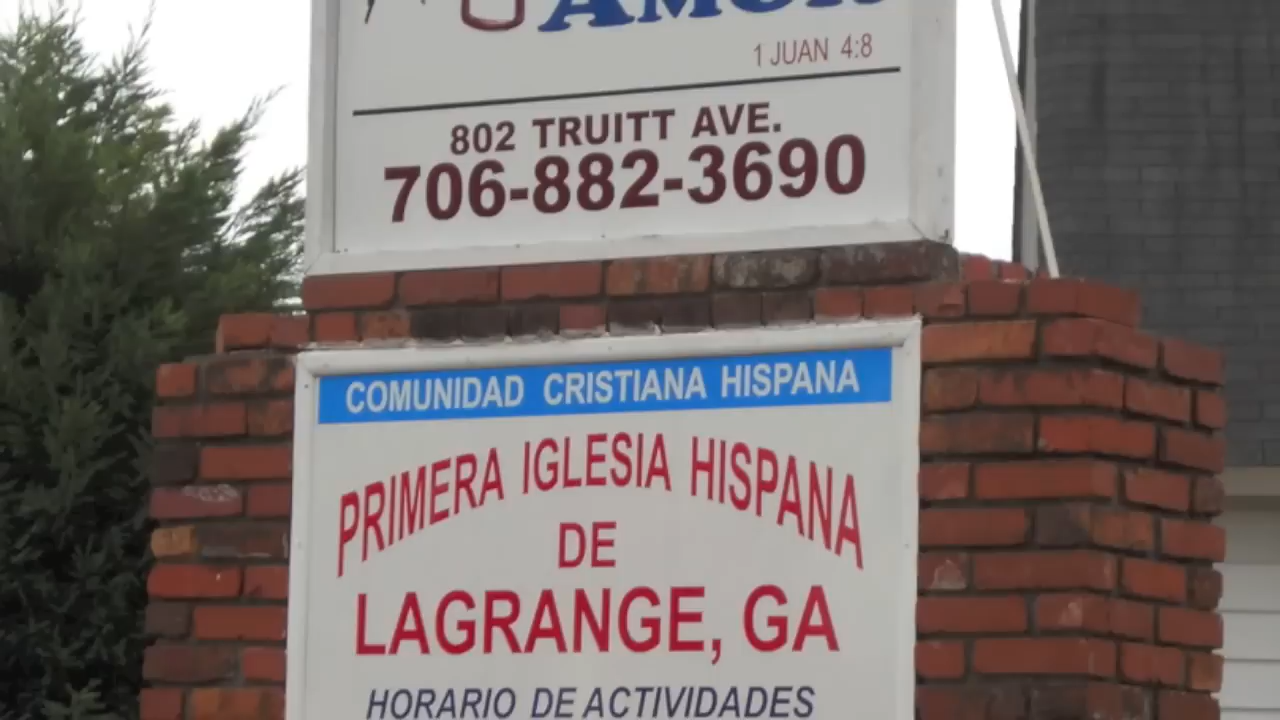 AMOR
1 JUAN 4:8
802 TRUITT AVE.
706-882-3690
COMUNIDAD CRISTIANA HISPANA
PRIMERA IGLESIA HISPANA
DE
LAGRANGE, GA
HORARIO DE ACTIVIDADES